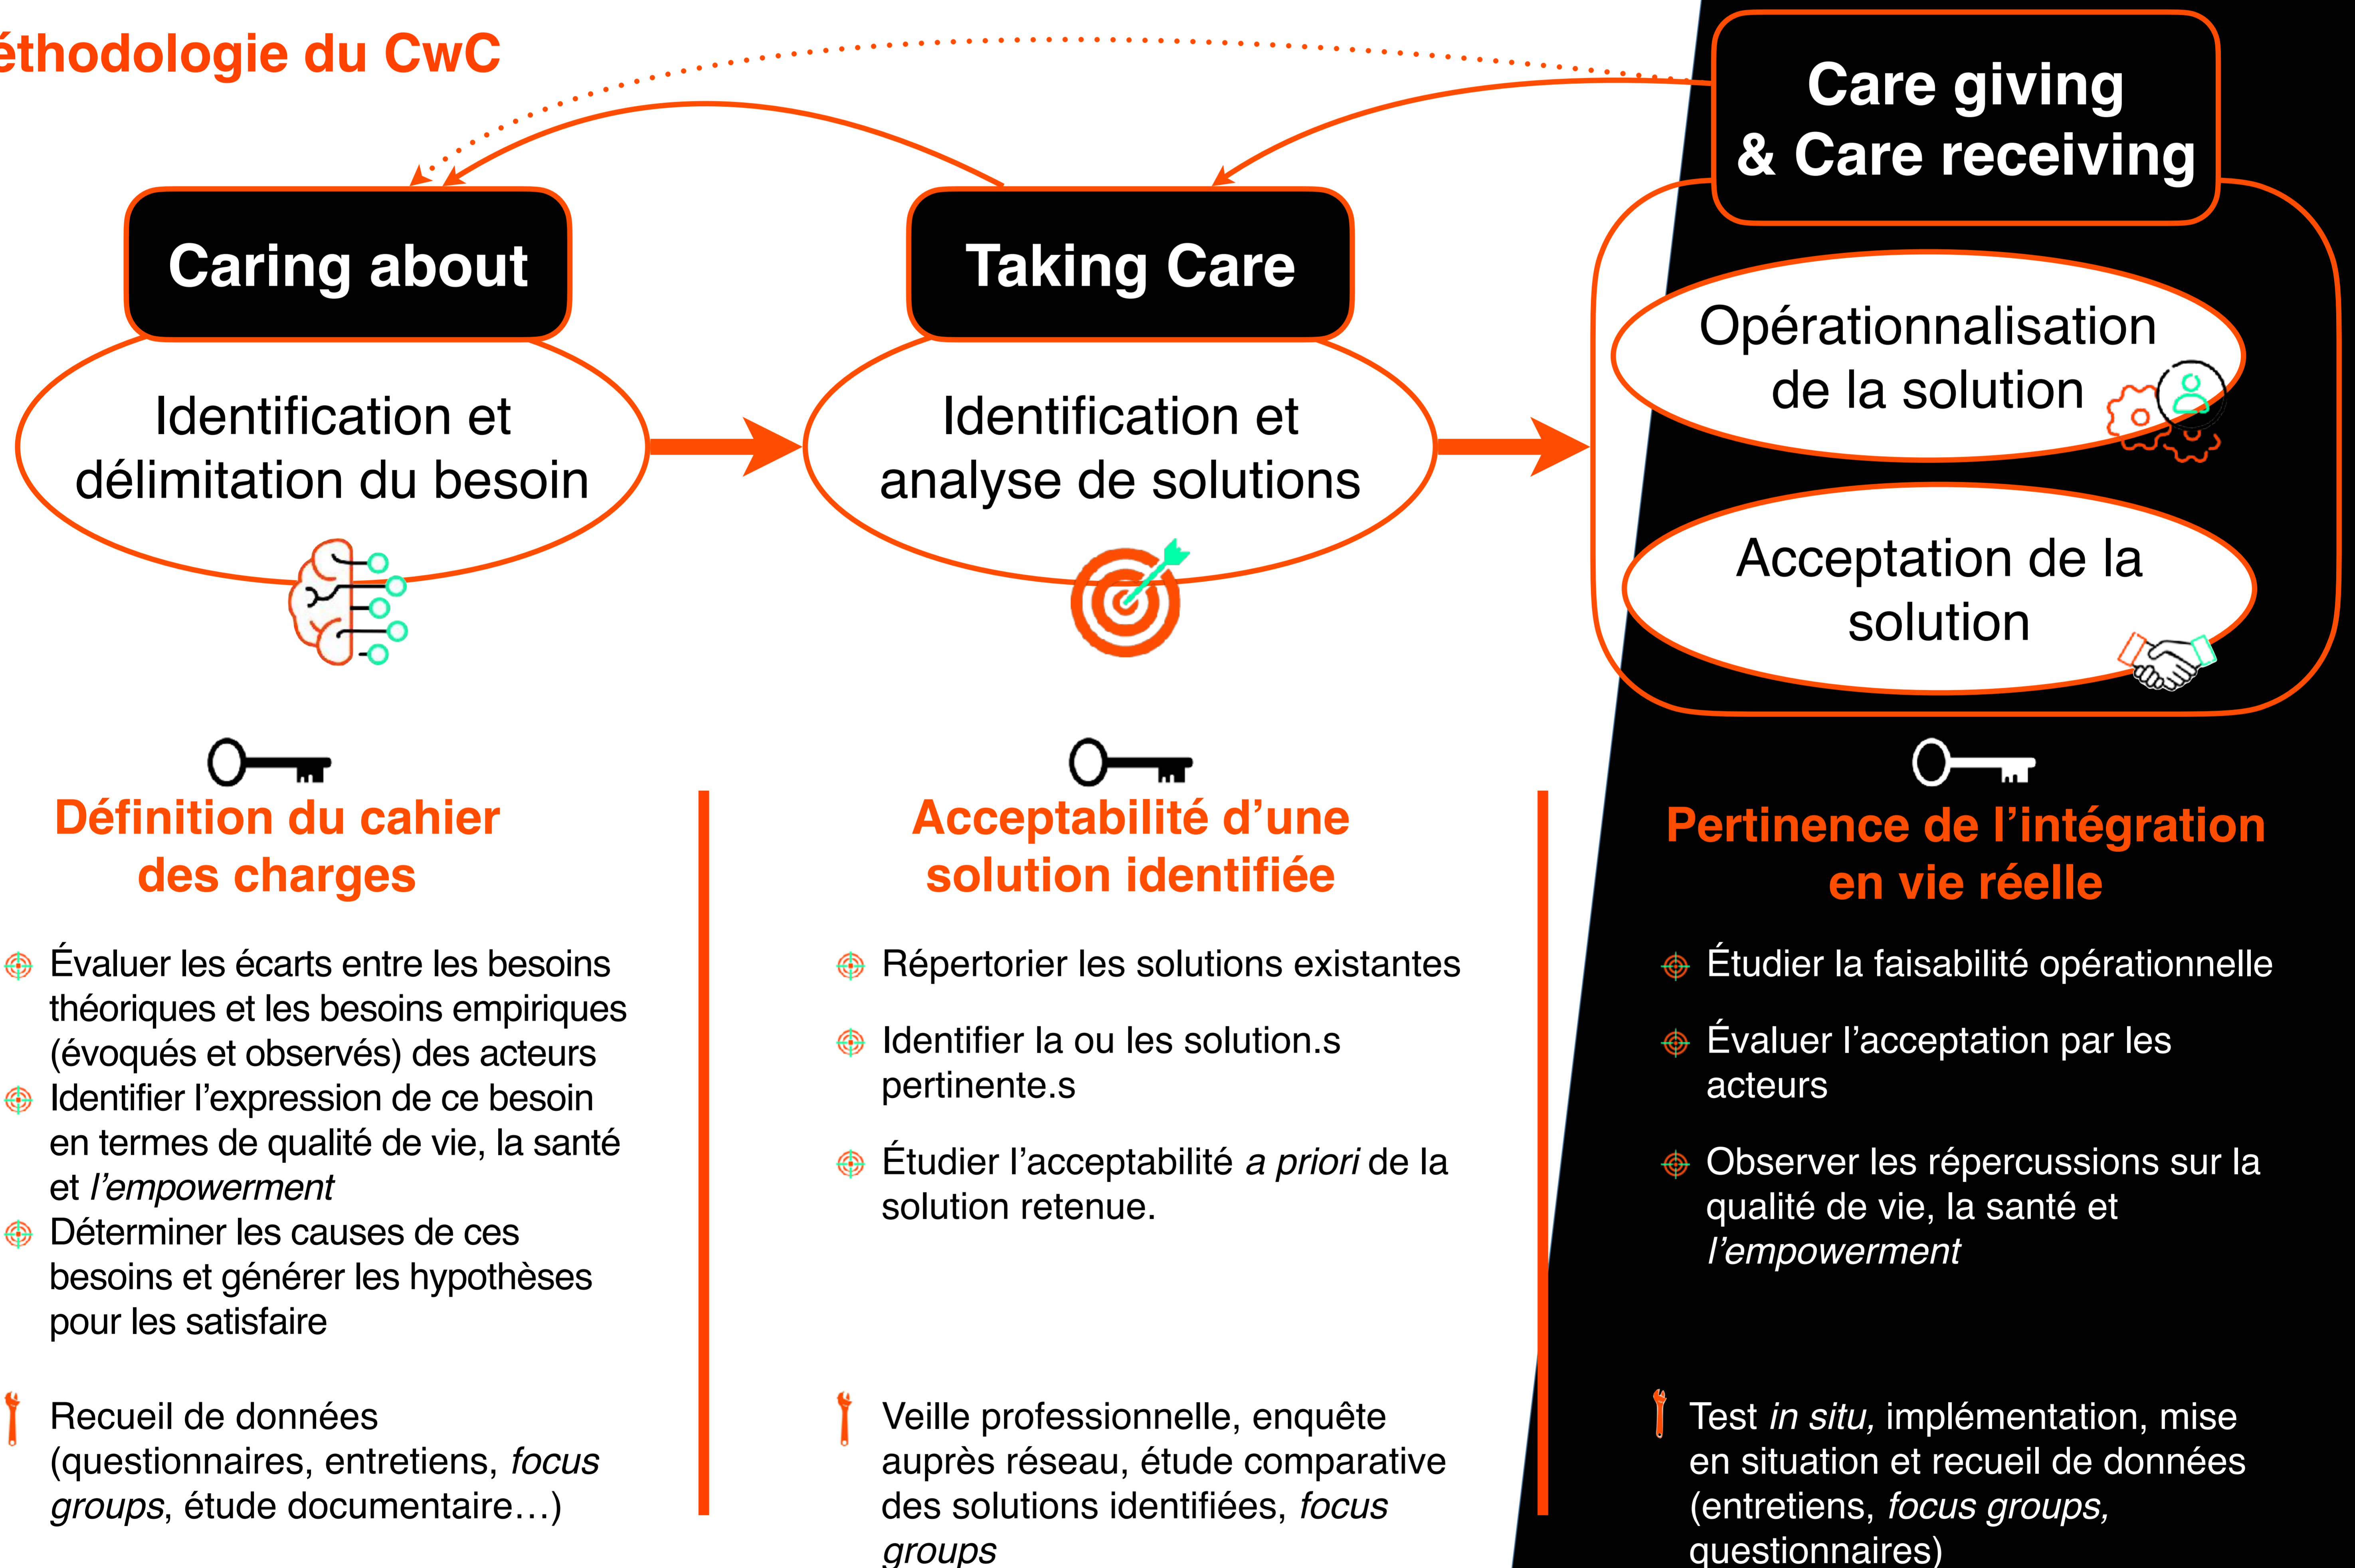 éthodologie du CwC
Care giving
& Care receiving
Caring about
Taking Care
Identification et
délimitation du besoin
Identification et
analyse de solutions
Opérationnalisation
de la solution
Acceptation de la
solution
Définition du cahier
des charges
Évaluer les écarts entre les besoins
théoriques et les besoins empiriques
(évoqués et observés) des acteurs
Identifier l’expression de ce besoin
en termes de qualité de vie, la santé
et l’empowerment
Déterminer les causes de ces
besoins et générer les hypothèses
pour les satisfaire
Recueil de données
(questionnaires, entretiens, focus
groups, étude documentaire…)
Acceptabilité d’une
solution identifiée
Répertorier les solutions existantes
Identifier la ou les solution.s
pertinente.s
Étudier l’acceptabilité a priori de la
solution retenue.
Veille professionnelle, enquête
auprès réseau, étude comparative
des solutions identifiées, focus
groups
Pertinence de l’intégration
en vie réelle
Étudier la faisabilité opérationnelle
Évaluer l’acceptation par les
acteurs
Observer les répercussions sur la
qualité de vie, la santé et
l’empowerment
Test in situ, implémentation, mise
en situation et recueil de données
(entretiens, focus groups,
questionnaires)